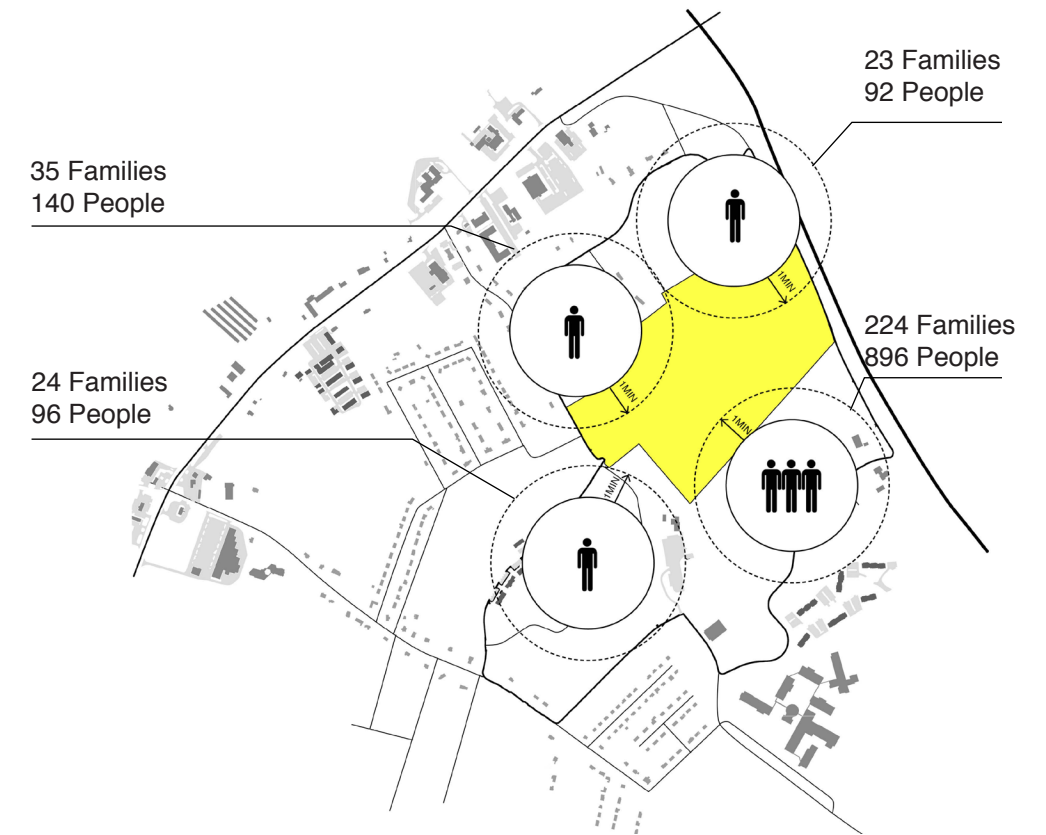 23 Families
92 People
35 Families
140 People
1MIN
224 Families
896 People
24 Families
96 People
1MIN
1MIN
1MIN